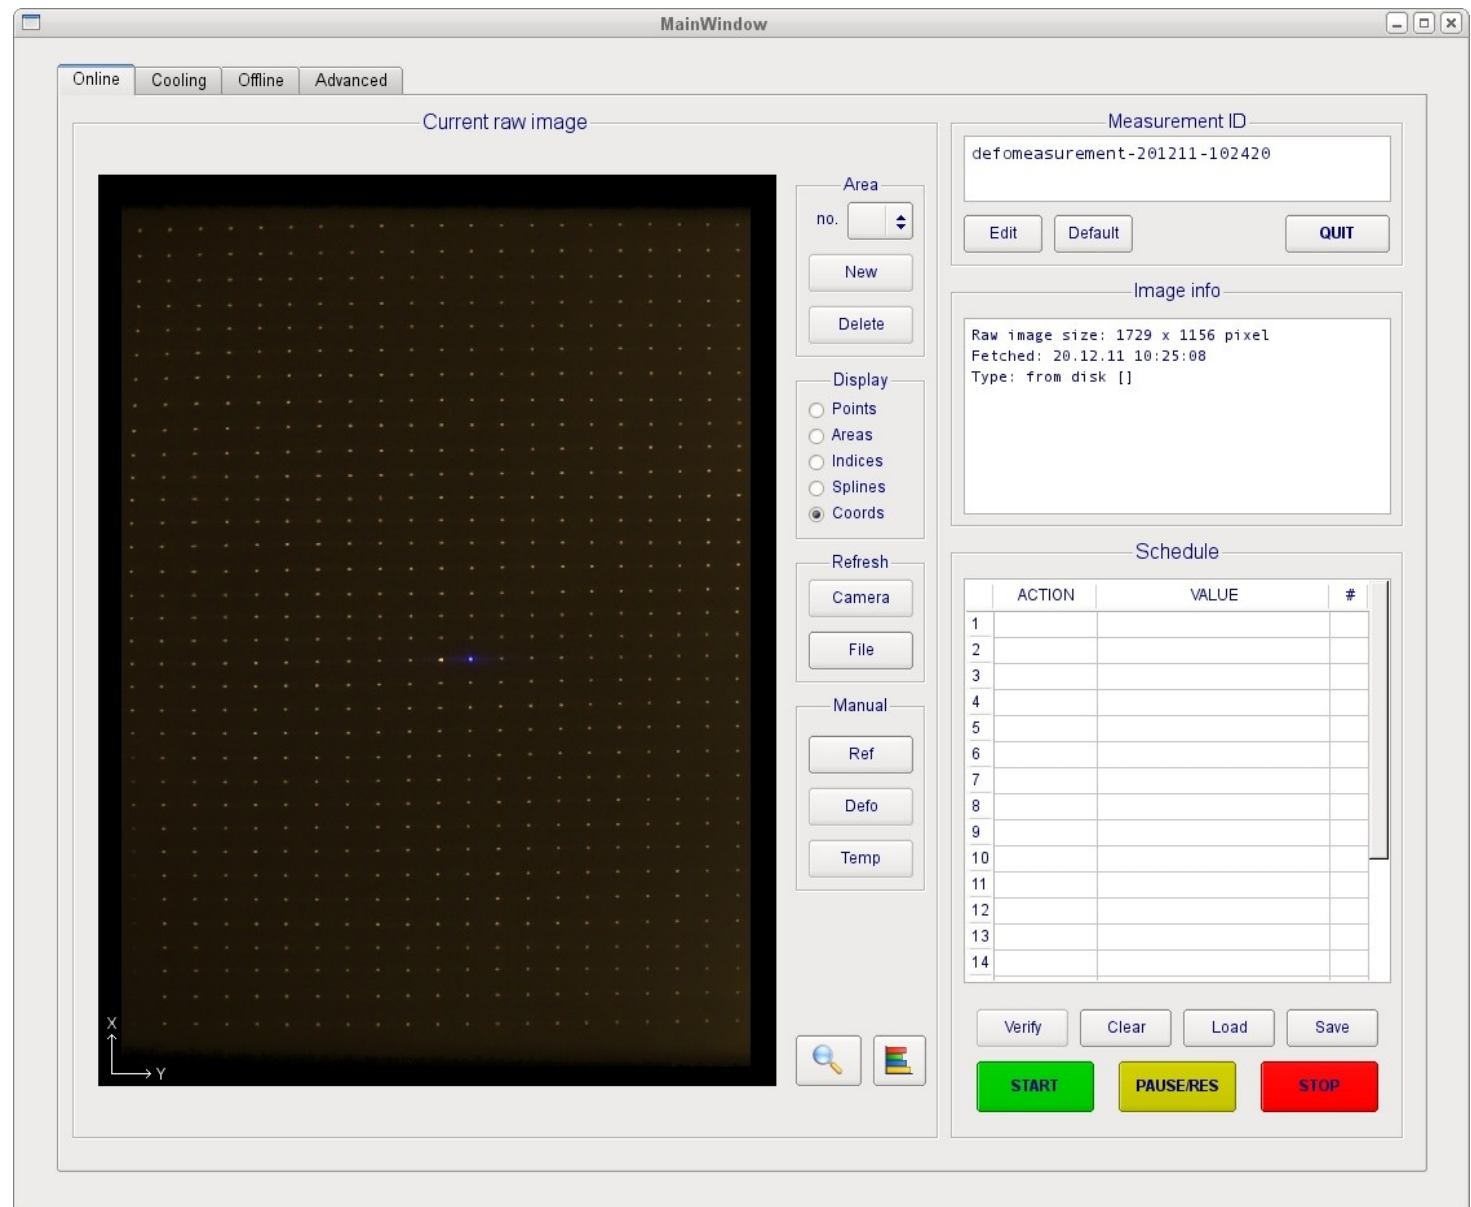 MainWindow
Online Cooling Offline Advanced
Current raw image
X
Y
Area
no.
New
Delete
Display
Points
Areas
Indices
Splines
Coords
Refresh
Camera
File
Manual
Ref
Defo
Temp
Measurement ID
defomeasurement-201211-102420
Edit Default QUIT
Image info
Raw image size: 1729 x 1156 pixel
Fetched: 20.12.11 10:25:08
Type: from disk []
Schedule
ACTION VALUE #
1
2
3
4
5
6
7
8
9
10
11
12
13
14
Verify Clear Load Save
START PAUSE/RES STOP